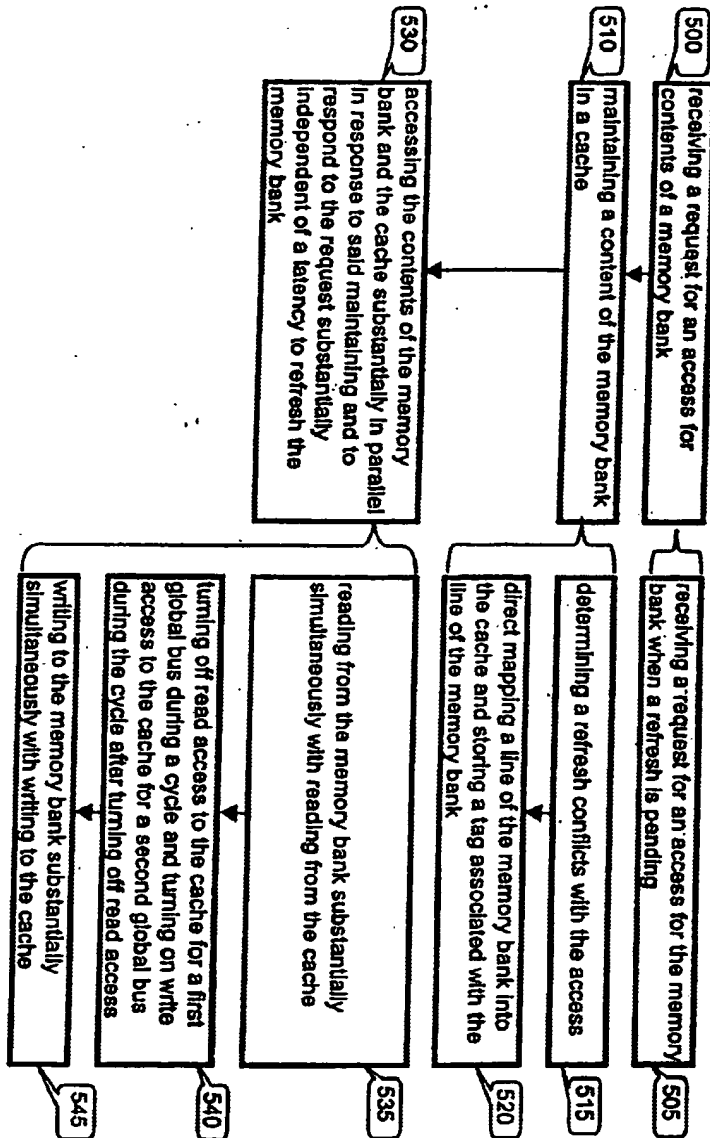 500
receiving a request for an access for
contents of a memory bank
receiving a request for an access for the memory
bank when a refresh is pending
505
510
maintaining a content of the memory bank
in a cache
determining a refresh conflicts with the access
515
direct mapping a line of the memory bank into
the cache and storing a tag associated with the
line of the memory bank
520
530
accessing the contents of the memory
bank and the cache substantially in parallel
in response to said maintaining and to
respond to the request substantially
independent of a latency to refresh the
memory bank
reading from the memory bank substantially
simultaneously with reading from the cache
535
turning off read access to the cache for a first
global bus during a cycle and turning on write
access to the cache for a second global bus
during the cycle after turning off read access
540
writing to the memory bank substantially
simultaneously with writing to the cache
545